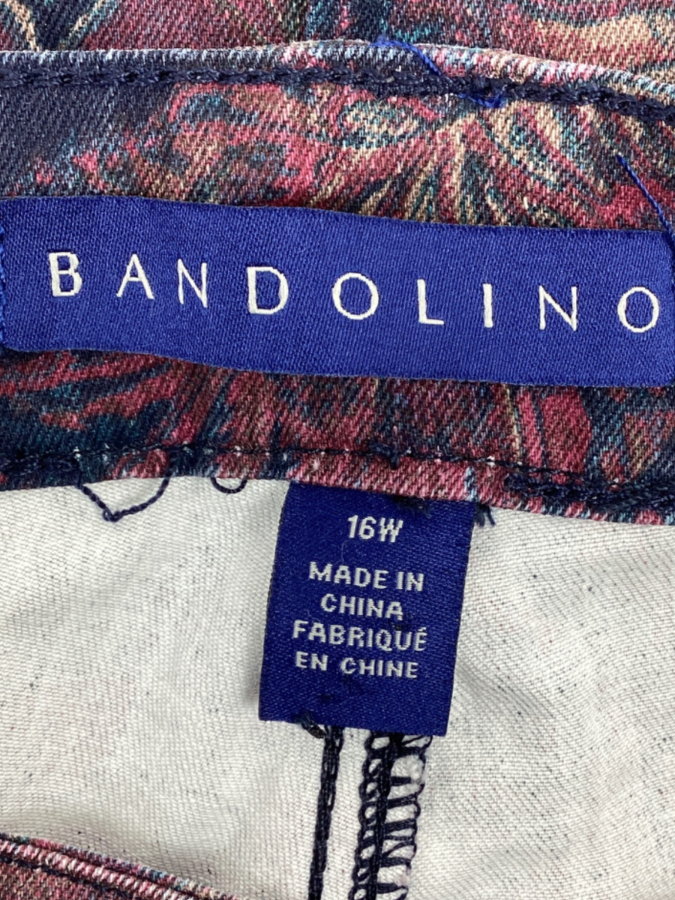 BANDOLINO
16W
MADE IN
CHINA
FABRIQUÉ
EN CHINE